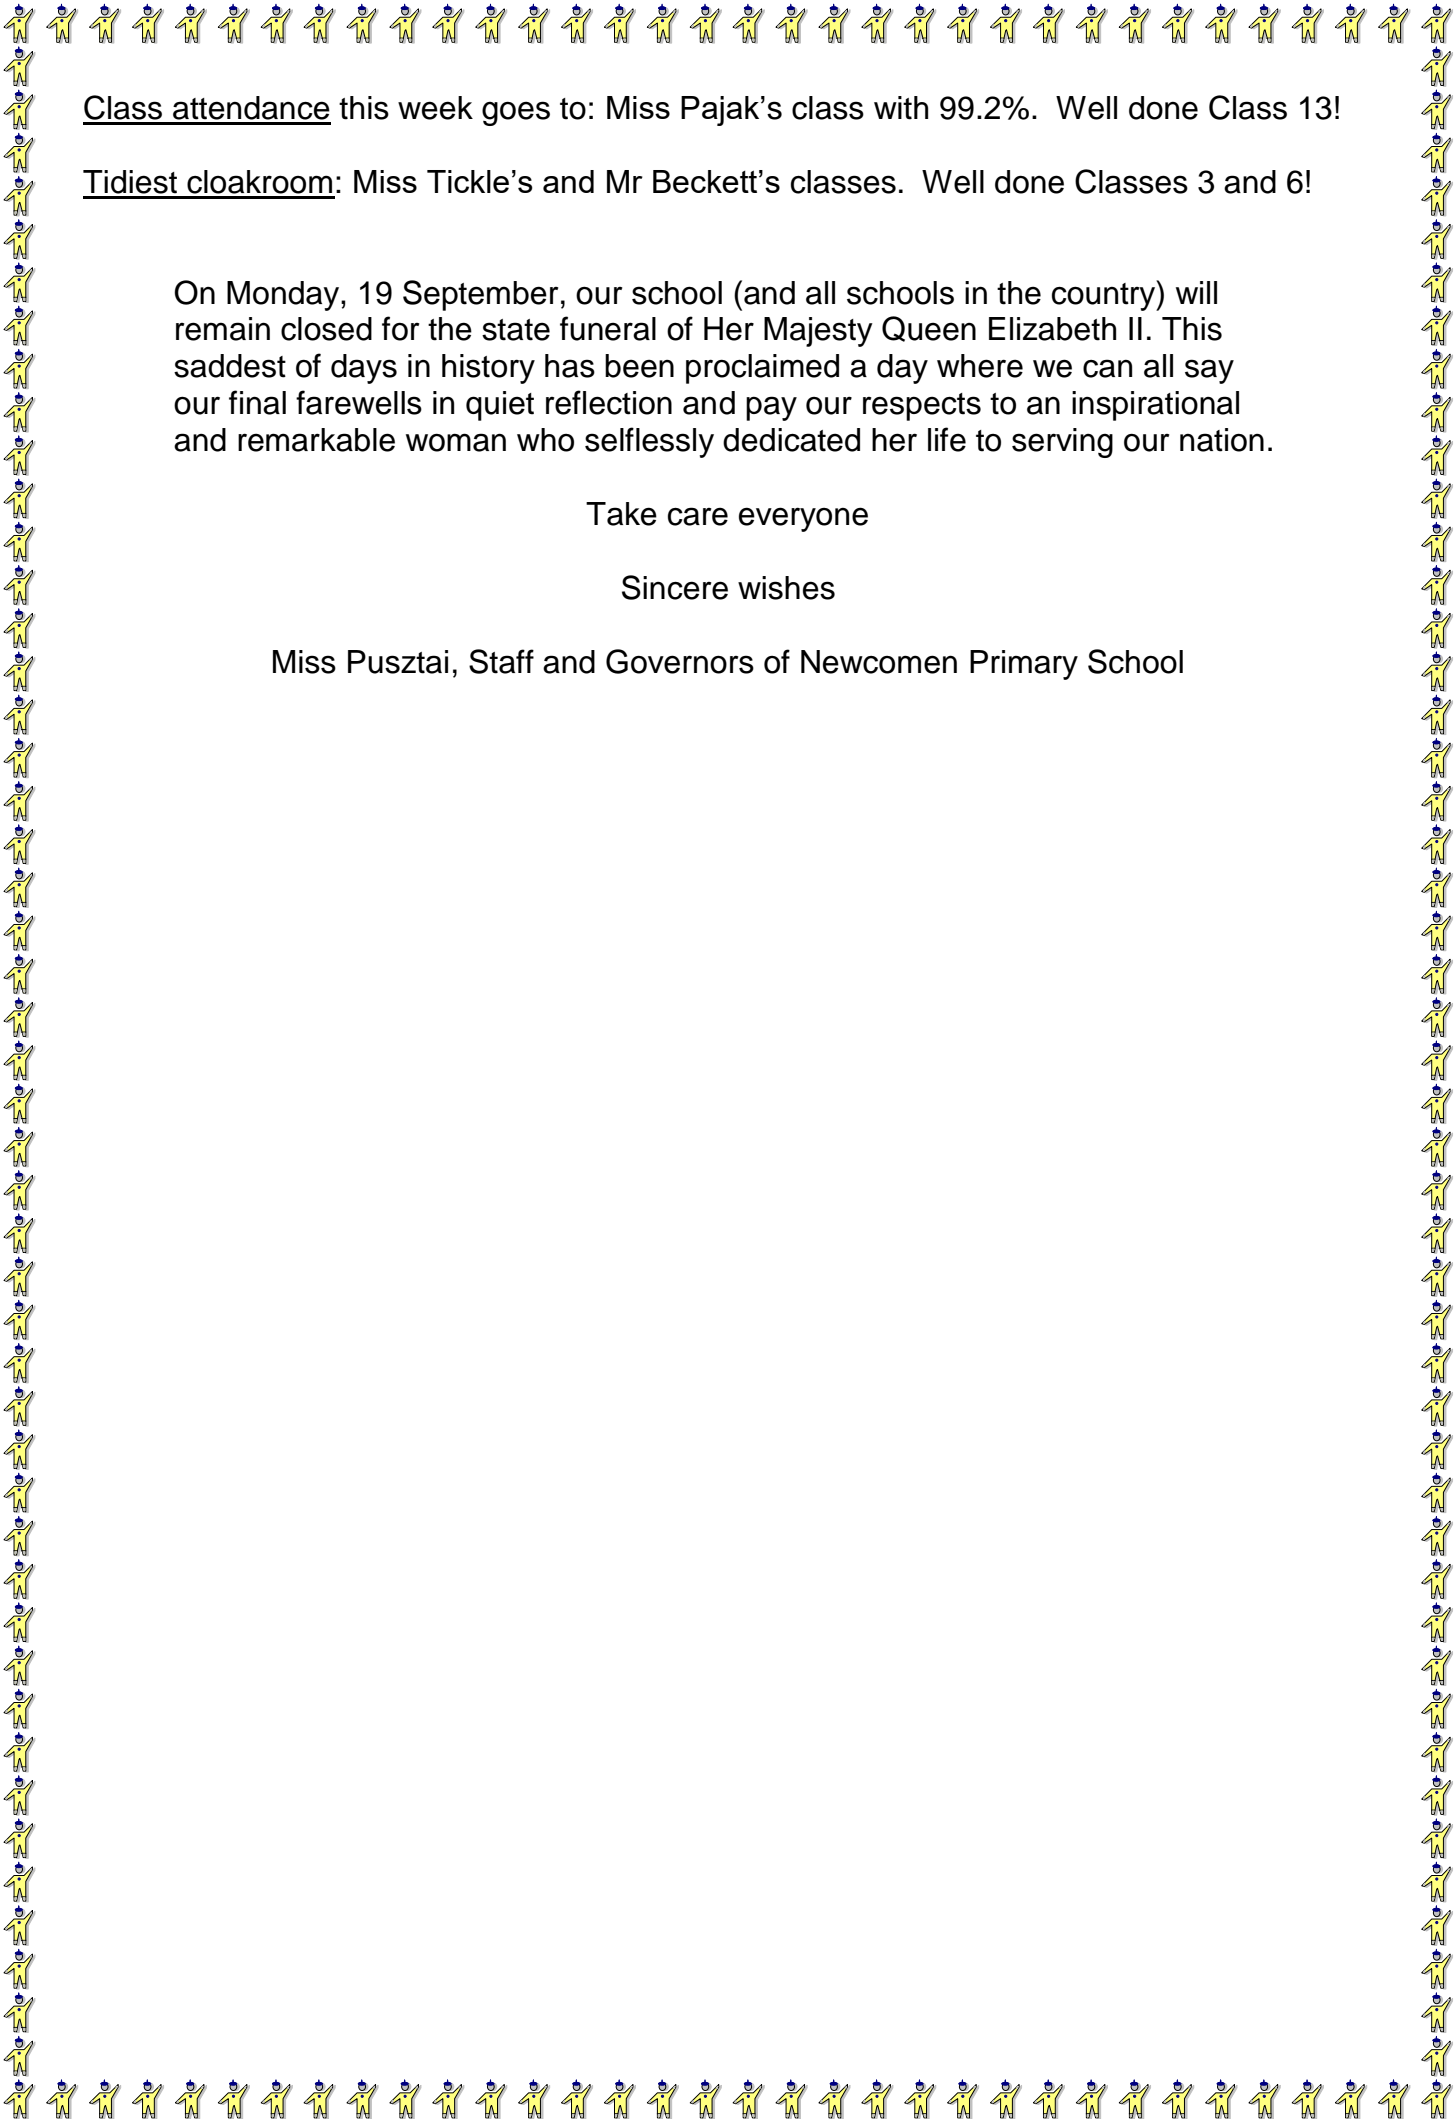 Class attendance this week goes to: Miss Pajak’s class with 99.2%.  Well done Class 13!
Tidiest cloakroom: Miss Tickle’s and Mr Beckett’s classes.  Well done Classes 3 and 6!
On Monday, 19 September, our school (and all schools in the country) will
remain closed for the state funeral of Her Majesty Queen Elizabeth II. This
saddest of days in history has been proclaimed a day where we can all say
our final farewells in quiet reflection and pay our respects to an inspirational
and remarkable woman who selflessly dedicated her life to serving our nation.
Take care everyone
Sincere wishes
Miss Pusztai, Staff and Governors of Newcomen Primary School